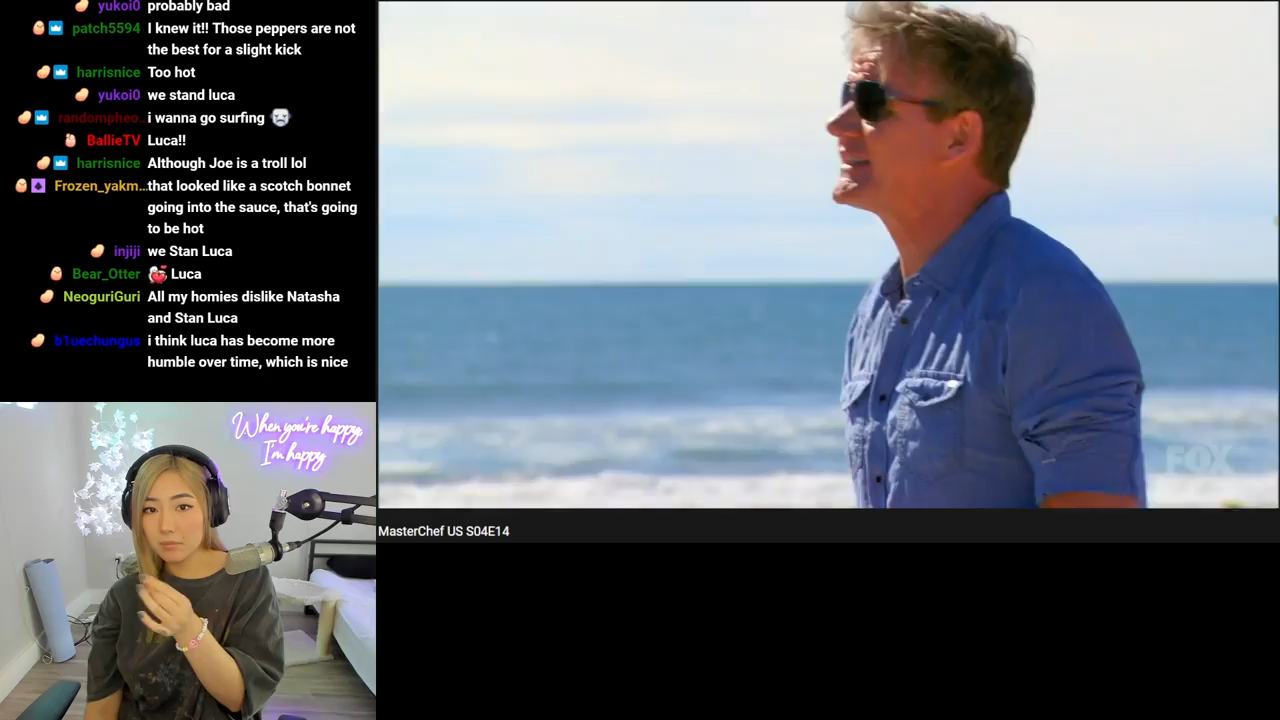 yukoi0 probably bad
patch5594 I knew it!! Those peppers are not
the best for a slight kick
harrisnice Too hot
yukoi0 we stand luca
randompheo… i wanna go surfing
BallieTV Luca!!
harrisnice Although Joe is a troll lol
Frozen_yakm… that looked like a scotch bonnet
going into the sauce, that's going
to be hot
injiji we Stan Luca
Bear_Otter Luca
NeoguriGuri All my homies dislike Natasha
and Stan Luca
b1uechungus i think luca has become more
humble over time, which is nice
When you're happy,
I'm happy
FOX
MasterChef US S04E14